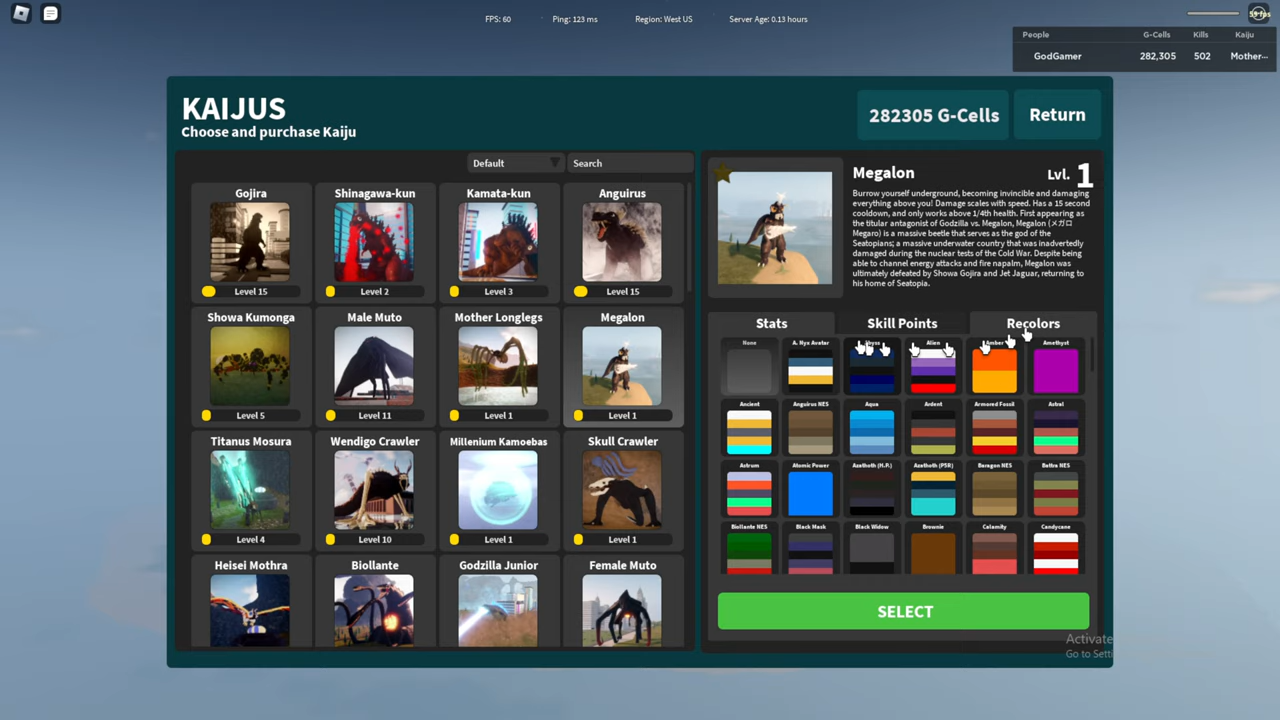 FPS: 60
Ping: 123 ms
Region: West US
Server Age: 0.13 hours
People G-Cells Kills Kaiju
GodGamer 282,305 502 Mother...
KAIJUS
Choose and purchase Kaiju
282305 G-Cells
Return
Default
Search
Gojira
Shinagawa-kun
Kamata-kun
Anguirus
Level 15
Level 2
Level 3
Level 15
Showa Kumonga
Male Muto
Mother Longlegs
Megalon
Level 5
Level 11
Level 1
Level 1
Titanus Mosura
Wendigo Crawler
Millenium Kamoebas
Skull Crawler
Level 4
Level 10
Level 1
Level 1
Heisei Mothra
Biollante
Godzilla Junior
Female Muto
Megalon
Lvl. 1
Burrow yourself underground, becoming invincible and damaging
everything above you! Damage scales with speed. Has a 15 second
cooldown, and only works above 1/4th health. First appearing as
the titular antagonist of Godzilla vs. Megalon, Megalon (メガロ
Megaro) is a massive beetle that serves as the god of the
Seatopians; a massive underwater country that was inadvertently
damaged during the nuclear tests of the Cold War. Despite being
able to channel energy attacks and fire napalm, Megalon was
ultimately defeated by Showa Gojira and Jet Jaguar, returning to
his home of Seatopia.
Stats
Skill Points
Recolors
None
A. Nyx Avatar
Alien
Amber
Amethyst
Ancient
Anguirus NES
Aqua
Ardent
Armored Fossil
Astral
Astrum
Atomic Power
Azathoth (H.P.)
Azathoth (PSR)
Baragon NES
Battra NES
Biollante NES
Black Mask
Black Widow
Brownie
Calamity
Candycane
SELECT
Activate
Go to Setti